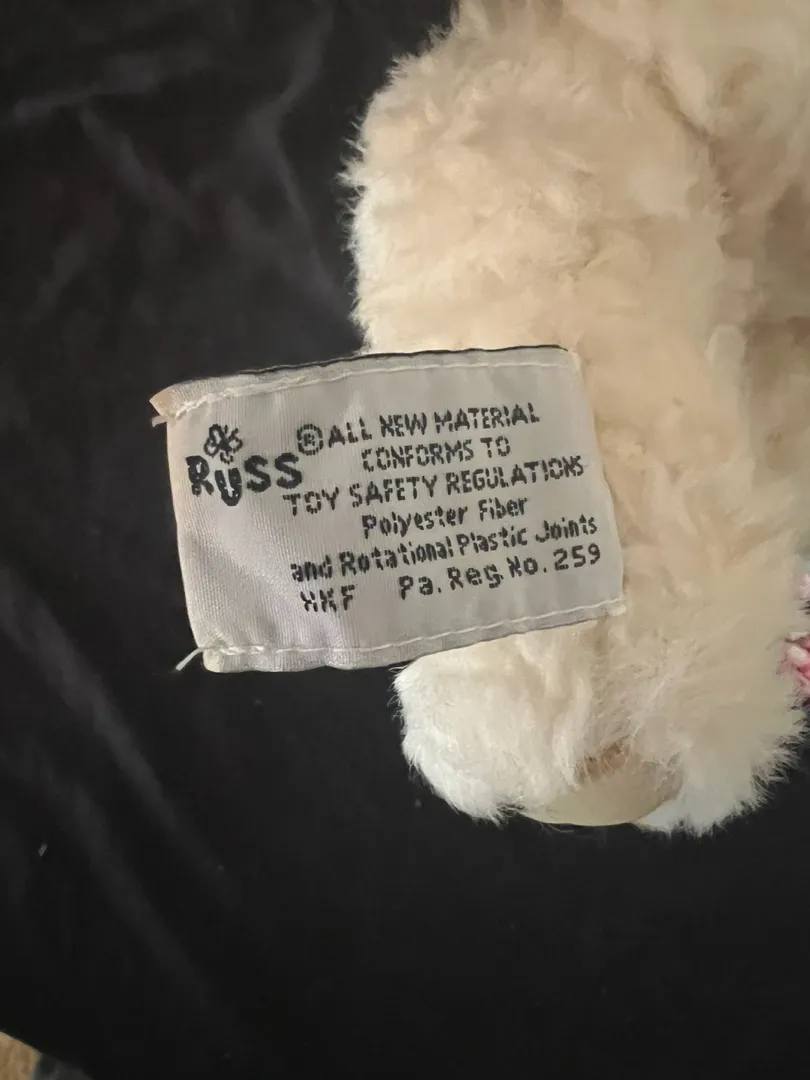 RUSS ® ALL NEW MATERIAL
CONFORMS TO
TOY SAFETY REGULATIONS
Polyester Fiber
and Rotational Plastic Joints
HKF Pa. Reg. No. 259